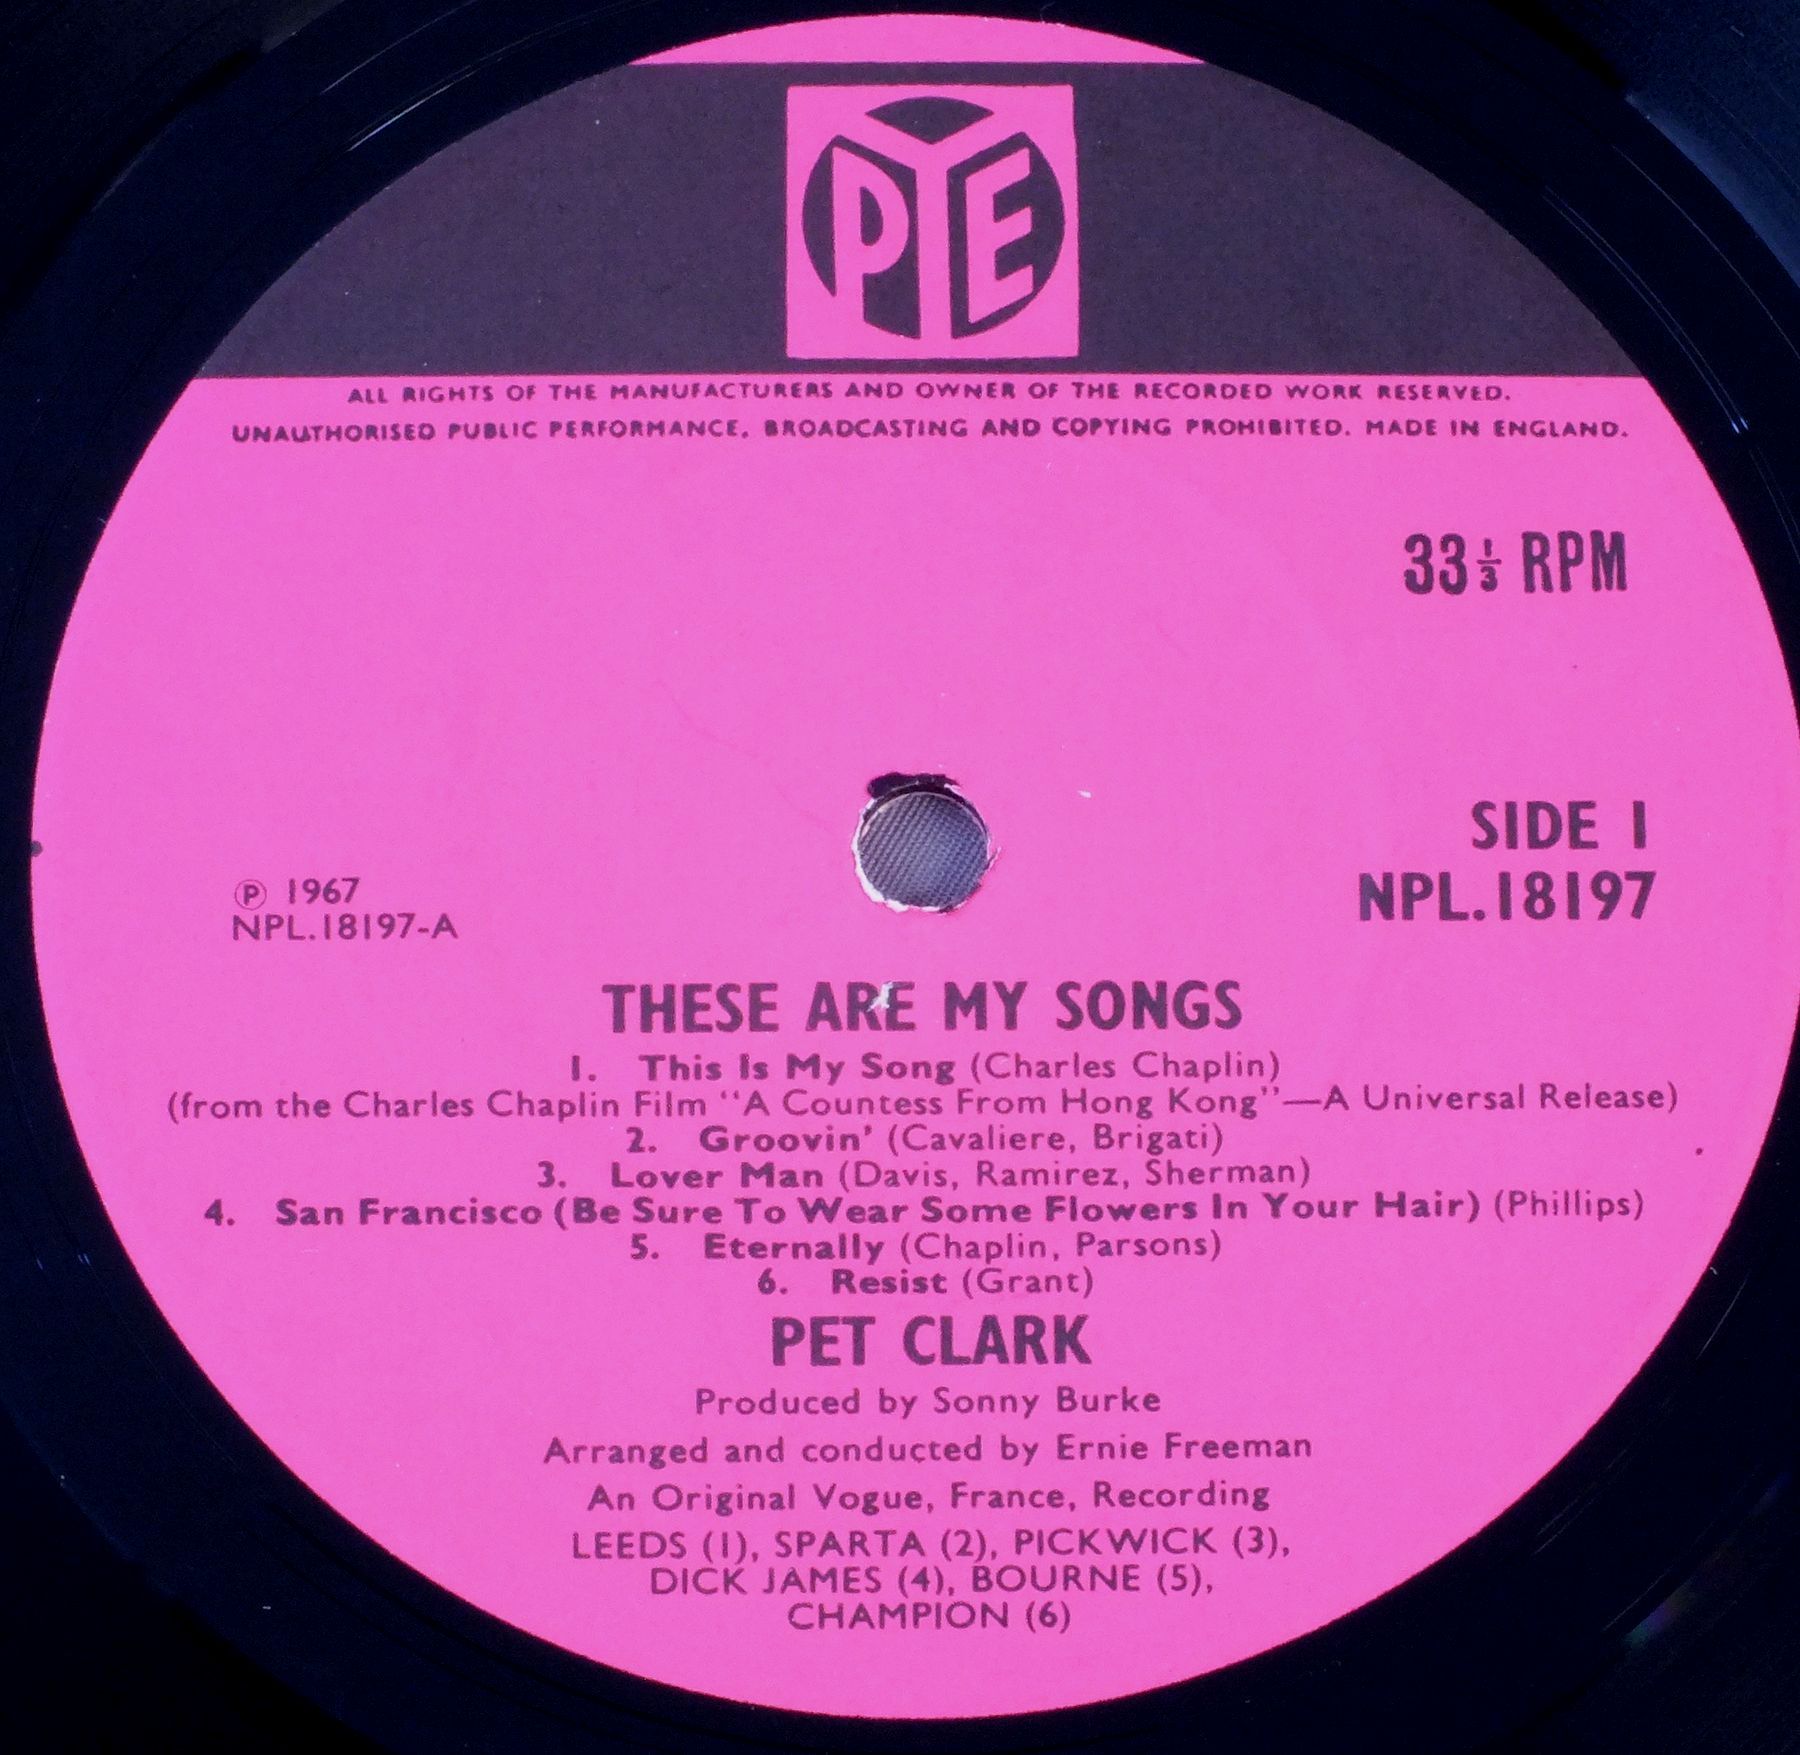 PYE
ALL RIGHTS OF THE MANUFACTURERS AND OWNER OF THE RECORDED WORK RESERVED.
UNAUTHORISED PUBLIC PERFORMANCE, BROADCASTING AND COPYING PROHIBITED. MADE IN ENGLAND.
33⅓ RPM
SIDE 1
NPL.18197
℗ 1967
NPL.18197-A
THESE ARE MY SONGS
1. This Is My Song (Charles Chaplin)
(from the Charles Chaplin Film "A Countess From Hong Kong"—A Universal Release)
2. Groovin' (Cavaliere, Brigati)
3. Lover Man (Davis, Ramirez, Sherman)
4. San Francisco (Be Sure To Wear Some Flowers In Your Hair) (Phillips)
5. Eternally (Chaplin, Parsons)
6. Resist (Grant)
PET CLARK
Produced by Sonny Burke
Arranged and conducted by Ernie Freeman
An Original Vogue, France, Recording
LEEDS (1), SPARTA (2), PICKWICK (3),
DICK JAMES (4), BOURNE (5),
CHAMPION (6)